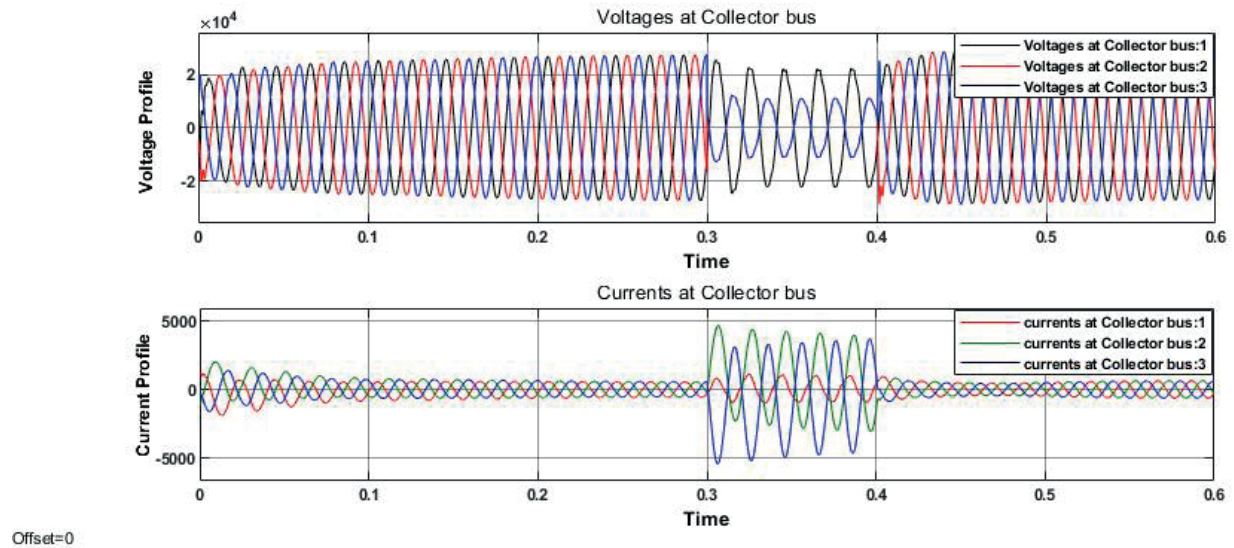 Voltages at Collector bus
×10⁴
Voltages at Collector bus:1
Voltages at Collector bus:2
Voltages at Collector bus:3
Voltage Profile
2
0
-2
0 0.1 0.2 0.3 0.4 0.5 0.6
Time
Currents at Collector bus
currents at Collector bus:1
currents at Collector bus:2
currents at Collector bus:3
Current Profile
5000
0
-5000
0 0.1 0.2 0.3 0.4 0.5 0.6
Time
Offset=0